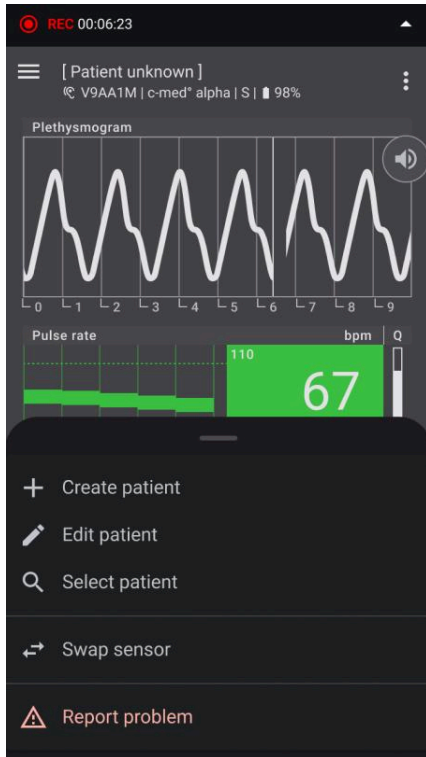 REC 00:06:23
[ Patient unknown ]
V9AA1M | c-med° alpha | S | 98%
Plethysmogram
0 1 2 3 4 5 6 7 8 9
Pulse rate bpm Q
110
67
Create patient
Edit patient
Select patient
Swap sensor
Report problem